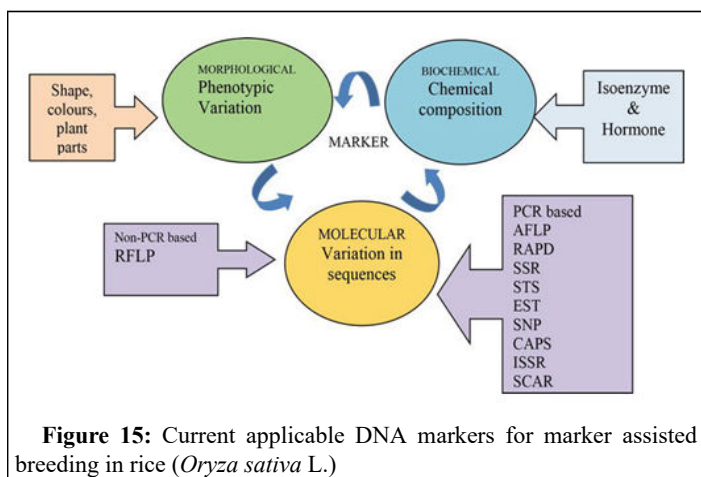 Shape,
colours,
plant
parts
MORPHOLOGICAL
Phenotypic
Variation
BIOCHEMICAL
Chemical
composition
Isoenzyme
&
Hormone
MARKER
Non-PCR based
RFLP
MOLECULAR
Variation in
sequences
PCR based
AFLP
RAPD
SSR
STS
EST
SNP
CAPS
ISSR
SCAR
Figure 15: Current applicable DNA markers for marker assisted
breeding in rice (Oryza sativa L.)